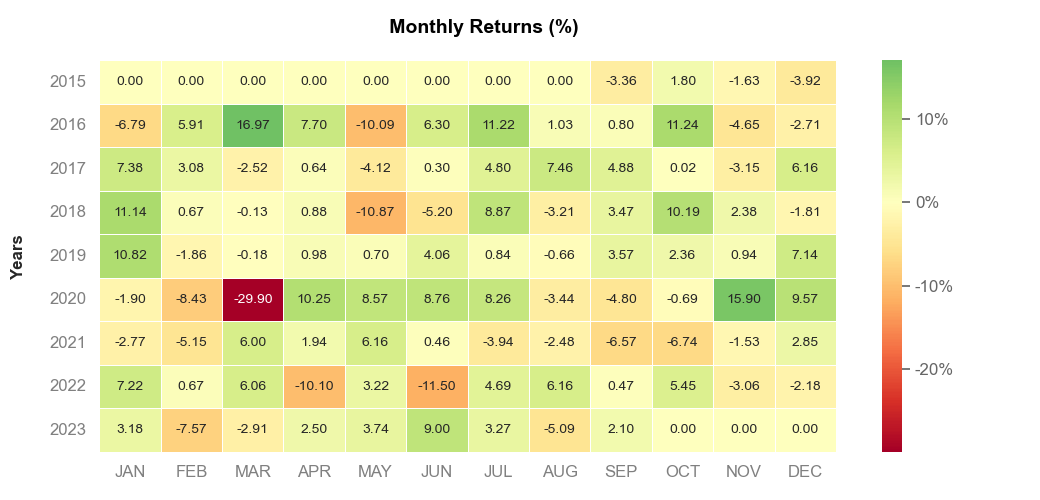 Monthly Returns (%)
Years
2015 0.00 0.00 0.00 0.00 0.00 0.00 0.00 0.00 -3.36 1.80 -1.63 -3.92
2016 -6.79 5.91 16.97 7.70 -10.09 6.30 11.22 1.03 0.80 11.24 -4.65 -2.71
2017 7.38 3.08 -2.52 0.64 -4.12 0.30 4.80 7.46 4.88 0.02 -3.15 6.16
2018 11.14 0.67 -0.13 0.88 -10.87 -5.20 8.87 -3.21 3.47 10.19 2.38 -1.81
2019 10.82 -1.86 -0.18 0.98 0.70 4.06 0.84 -0.66 3.57 2.36 0.94 7.14
2020 -1.90 -8.43 -29.90 10.25 8.57 8.76 8.26 -3.44 -4.80 -0.69 15.90 9.57
2021 -2.77 -5.15 6.00 1.94 6.16 0.46 -3.94 -2.48 -6.57 -6.74 -1.53 2.85
2022 7.22 0.67 6.06 -10.10 3.22 -11.50 4.69 6.16 0.47 5.45 -3.06 -2.18
2023 3.18 -7.57 -2.91 2.50 3.74 9.00 3.27 -5.09 2.10 0.00 0.00 0.00
JAN FEB MAR APR MAY JUN JUL AUG SEP OCT NOV DEC
10%
0%
-10%
-20%